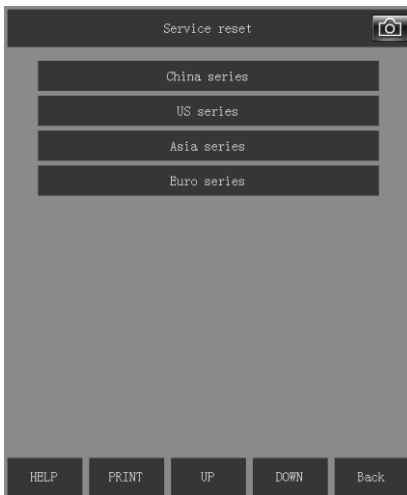 Service reset
China series
US series
Asia series
Euro series
HELP PRINT UP DOWN Back